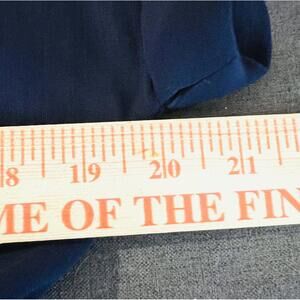 8 19 20 21
ME OF THE FIN